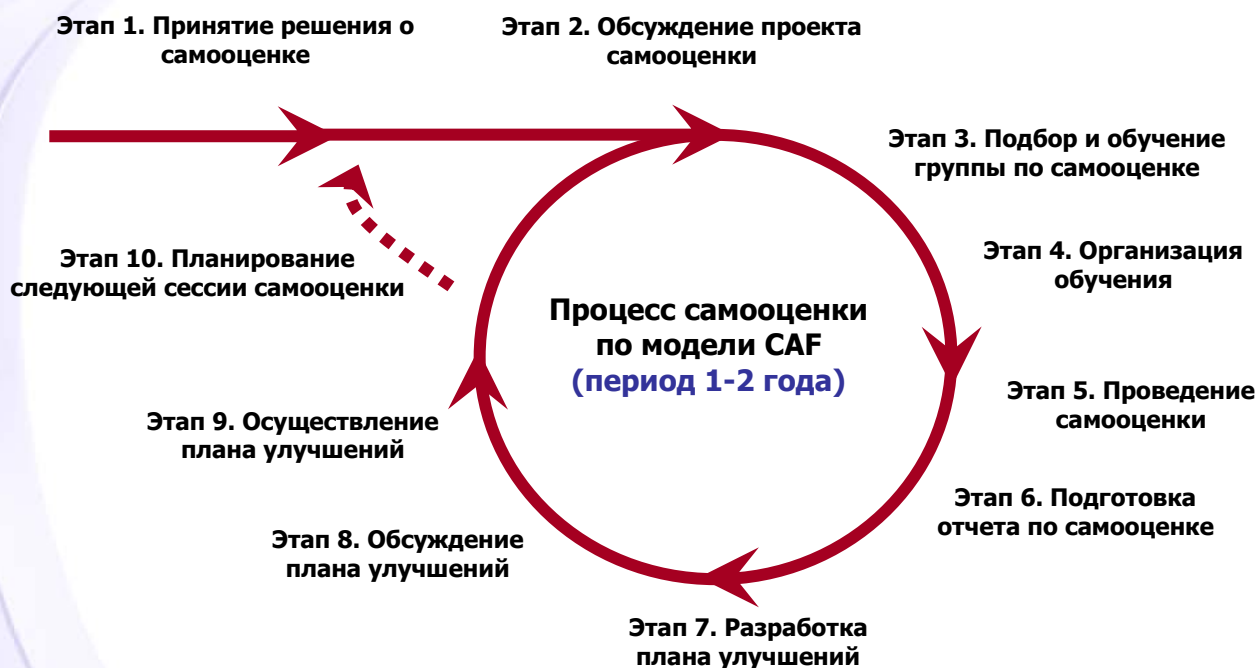 Этап 1. Принятие решения о
самооценке
Этап 2. Обсуждение проекта
самооценки
Этап 3. Подбор и обучение
группы по самооценке
Этап 4. Организация
обучения
Этап 10. Планирование
следующей сессии самооценки
Процесс самооценки
по модели CAF
(период 1-2 года)
Этап 5. Проведение
самооценки
Этап 9. Осуществление
плана улучшений
Этап 6. Подготовка
отчета по самооценке
Этап 8. Обсуждение
плана улучшений
Этап 7. Разработка
плана улучшений